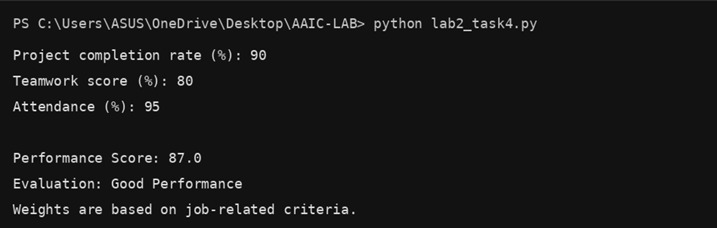 PS C:\Users\ASUS\OneDrive\Desktop\AAIC-LAB> python lab2_task4.py
Project completion rate (%): 90
Teamwork score (%): 80
Attendance (%): 95
Performance Score: 87.0
Evaluation: Good Performance
Weights are based on job-related criteria.